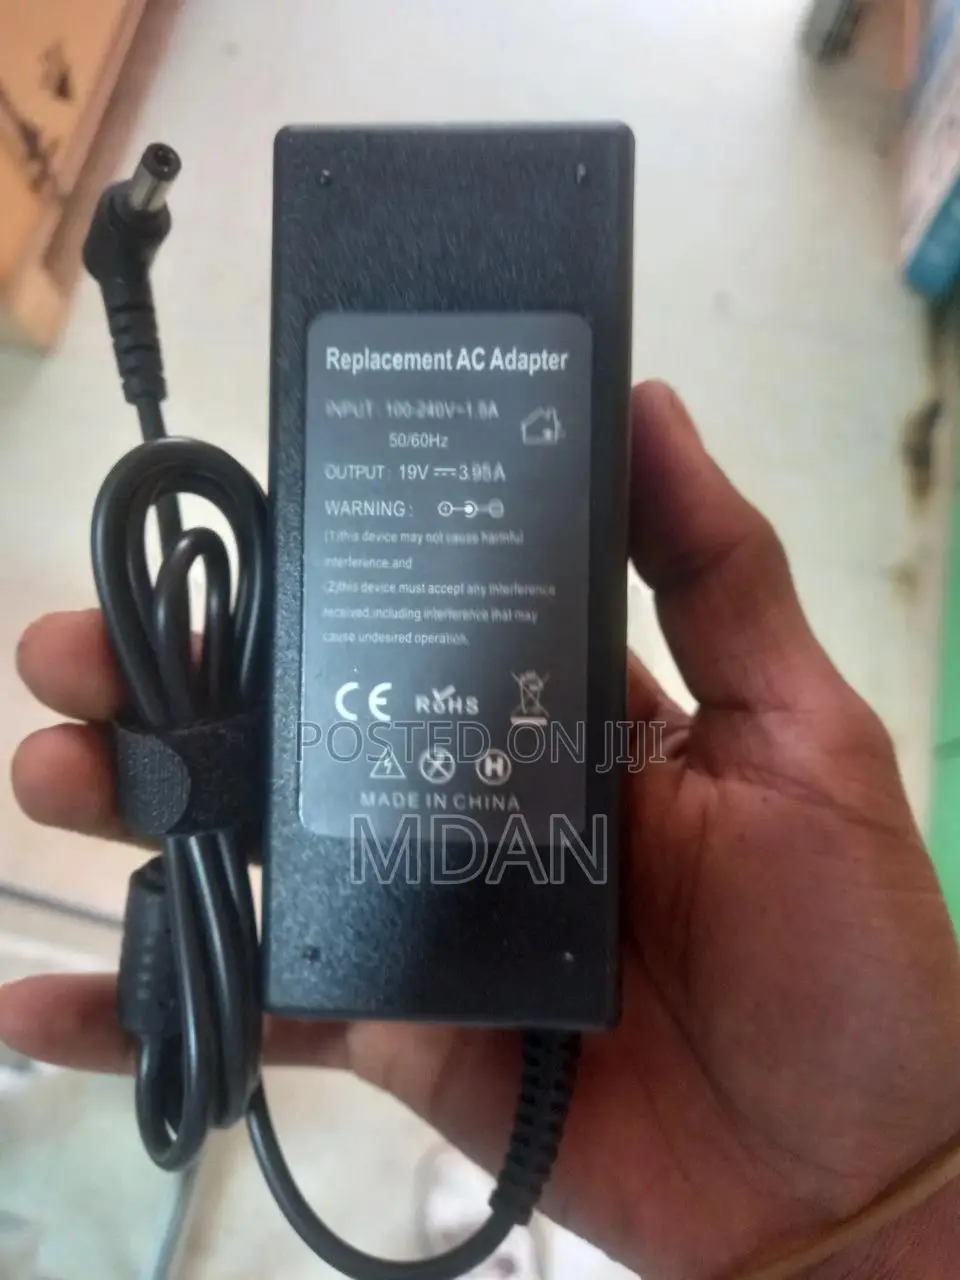 Replacement AC Adapter
INPUT: 100-240V~1.8A
50/60Hz
OUTPUT: 19V 3.95A
WARNING:
(1)this device may not cause harmful
interference,and
(2)this device must accept any interference
received,including interference that may
cause undesired operation.
CE RoHS
H
MADE IN CHINA
POSTED ON JIJI
MDAN